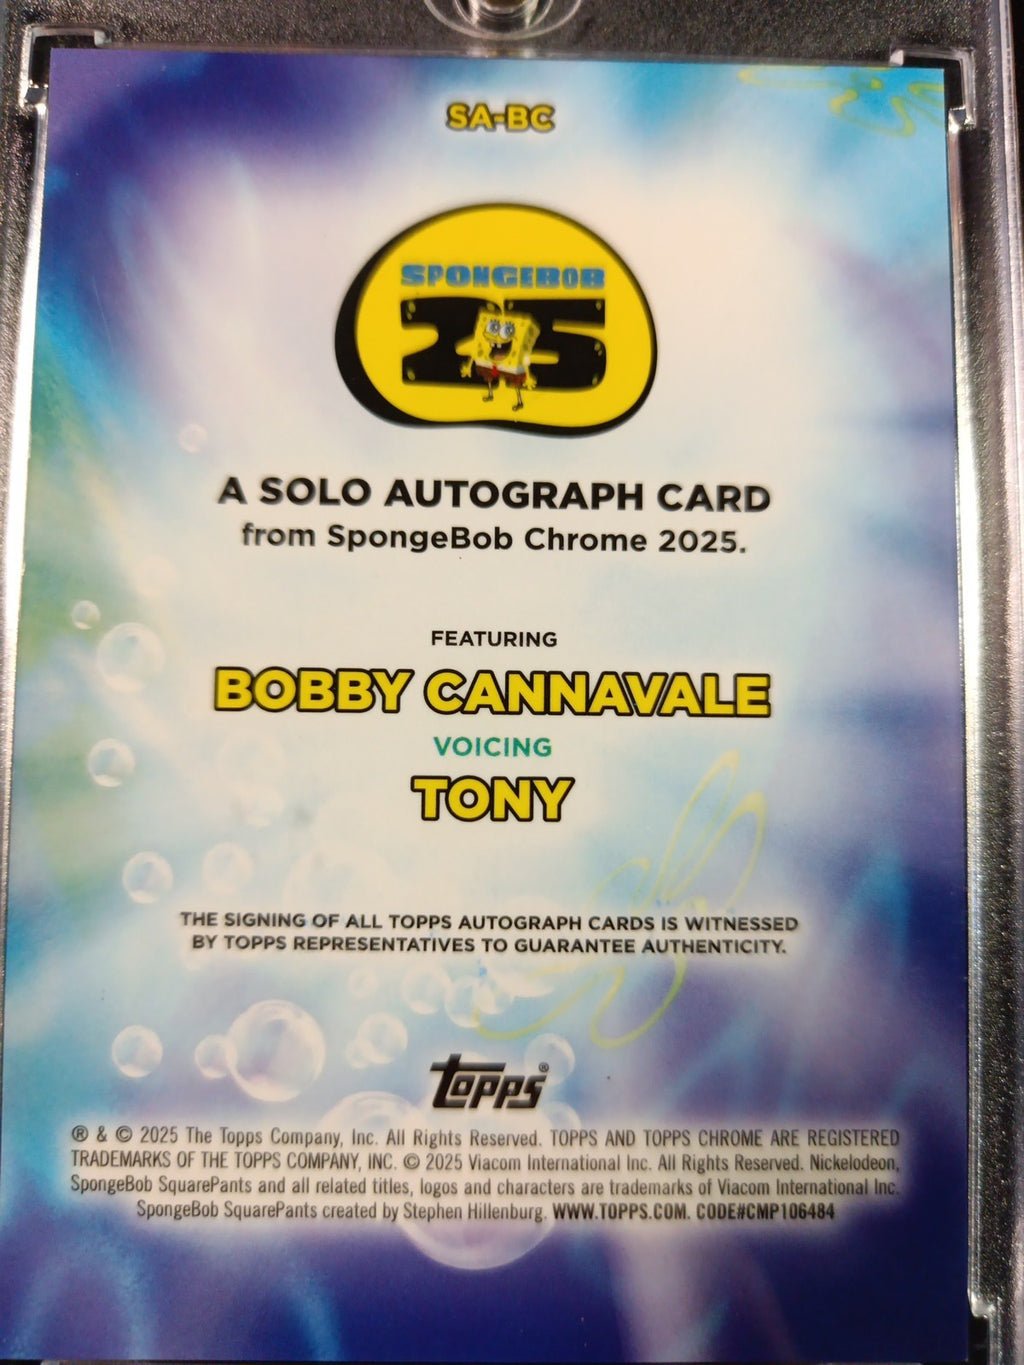 SA-BC
SPONGEBOB
25
A SOLO AUTOGRAPH CARD
from SpongeBob Chrome 2025.
FEATURING
BOBBY CANNAVALE
VOICING
TONY
THE SIGNING OF ALL TOPPS AUTOGRAPH CARDS IS WITNESSED
BY TOPPS REPRESENTATIVES TO GUARANTEE AUTHENTICITY.
topps®
® & © 2025 The Topps Company, Inc. All Rights Reserved. TOPPS AND TOPPS CHROME ARE REGISTERED
TRADEMARKS OF THE TOPPS COMPANY, INC. © 2025 Viacom International Inc. All Rights Reserved. Nickelodeon,
SpongeBob SquarePants and all related titles, logos and characters are trademarks of Viacom International Inc.
SpongeBob SquarePants created by Stephen Hillenburg. WWW.TOPPS.COM. CODE#CMP106484